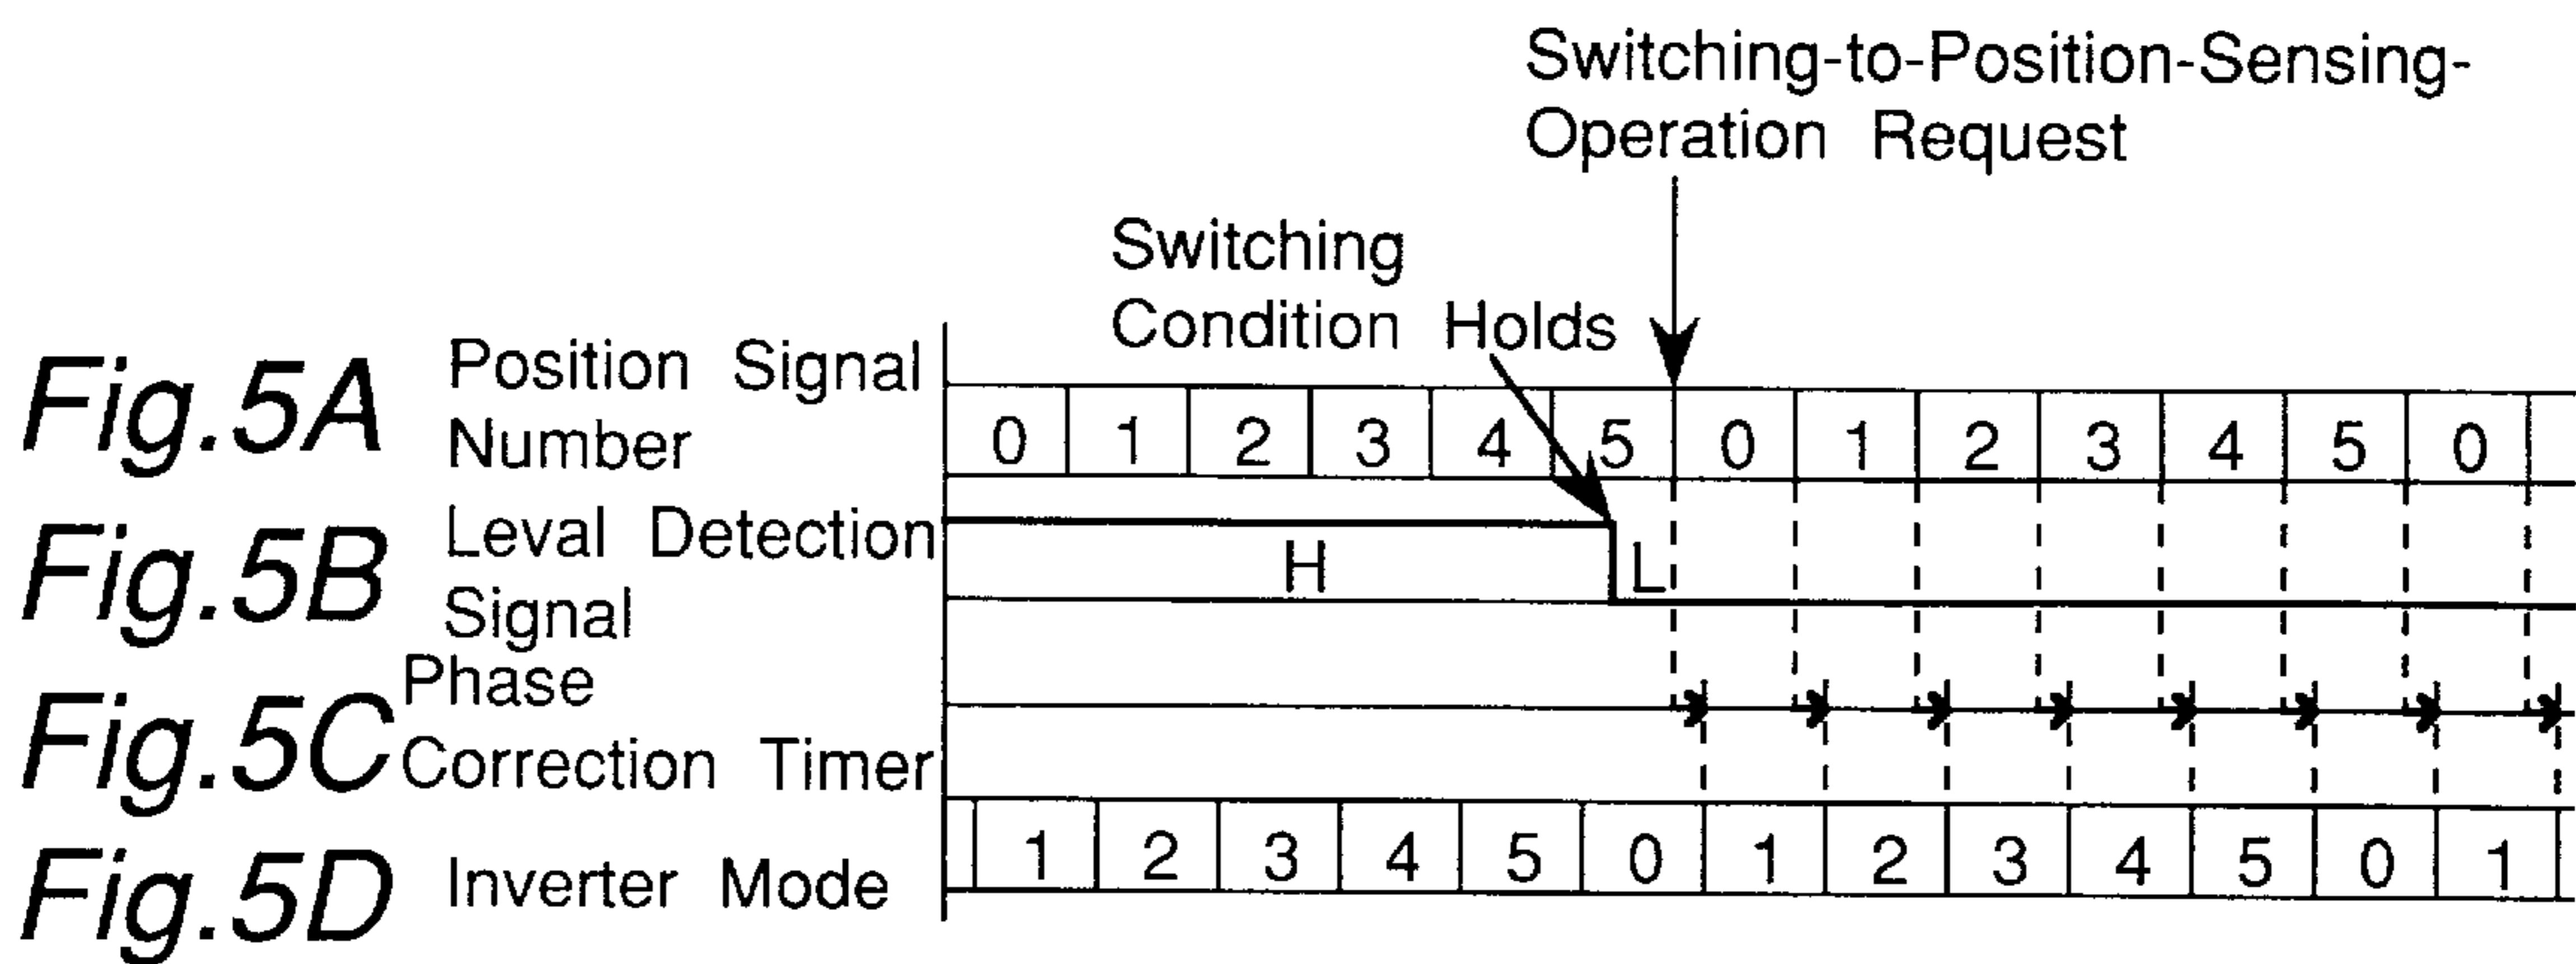 Switching-to-Position-Sensing-
Operation Request
Switching
Condition Holds
Fig.5A Position Signal
Number
0 1 2 3 4 5 0 1 2 3 4 5 0
Fig.5B Leval Detection
Signal
H L
Fig.5C Phase
Correction Timer
Fig.5D Inverter Mode
1 2 3 4 5 0 1 2 3 4 5 0 1